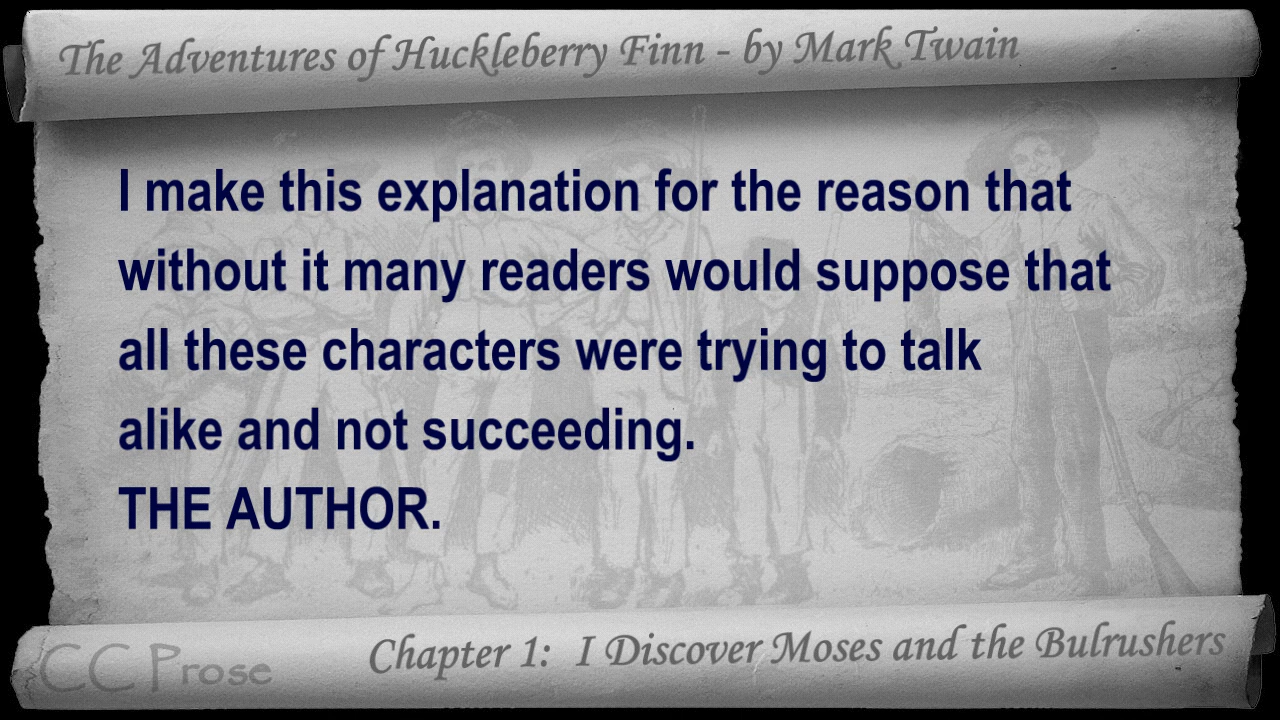 The Adventures of Huckleberry Finn - by Mark Twain
I make this explanation for the reason that
without it many readers would suppose that
all these characters were trying to talk
alike and not succeeding.
THE AUTHOR.
CC Prose
Chapter 1: I Discover Moses and the Bulrushers